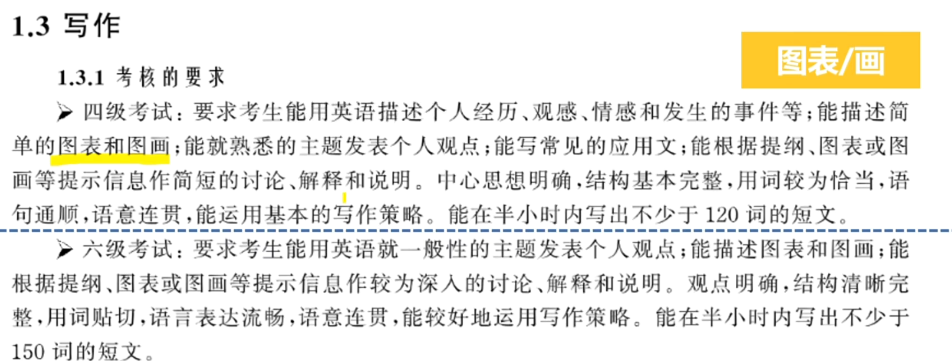 1.3 写作
图表/画
1.3.1 考核的要求
➢ 四级考试：要求考生能用英语描述个人经历、观感、情感和发生的事件等；能描述简
单的图表和图画；能就熟悉的主题发表个人观点；能写常见的应用文；能根据提纲、图表或图
画等提示信息作简短的讨论、解释和说明。中心思想明确，结构基本完整，用词较为恰当，语
句通顺，语意连贯，能运用基本的写作策略。能在半小时内写出不少于 120 词的短文。
➢ 六级考试：要求考生能用英语就一般性的主题发表个人观点；能描述图表和图画；能
根据提纲、图表或图画等提示信息作较为深入的讨论、解释和说明。观点明确，结构清晰完
整，用词贴切，语言表达流畅，语意连贯，能较好地运用写作策略。能在半小时内写出不少于
150 词的短文。